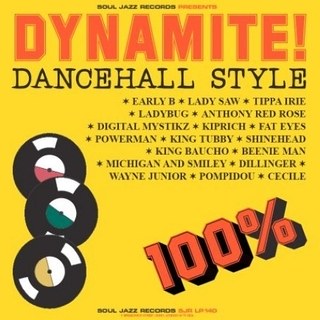 SOUL JAZZ RECORDS PRESENTS
DYNAMITE!
DANCEHALL STYLE
✶ EARLY B ✶ LADY SAW ✶ TIPPA IRIE
✶ LADYBUG ✶ ANTHONY RED ROSE
✶ DIGITAL MYSTIKZ ✶ KIPRICH ✶ FAT EYES
✶ POWERMAN ✶ KING TUBBY ✶ SHINEHEAD
✶ KING BAUCHO ✶ BEENIE MAN
✶ MICHIGAN AND SMILEY ✶ DILLINGER ✶
WAYNE JUNIOR ✶ POMPIDOU ✶ CECILE
100%
SOUL JAZZ RECORDS SJR LP140